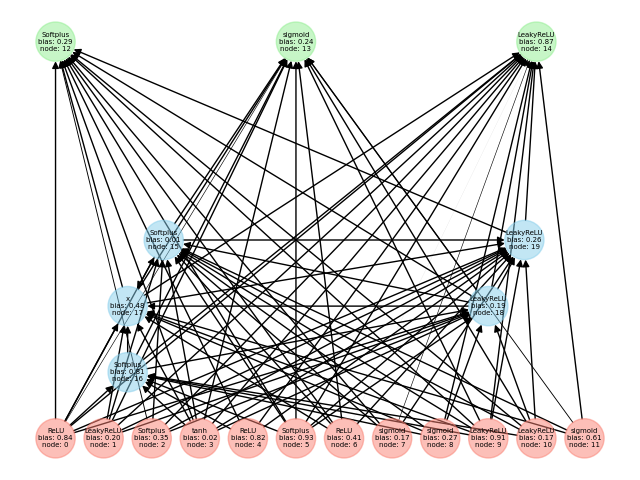 Softplus
bias: 0.29
node: 12
sigmoid
bias: 0.24
node: 13
LeakyReLU
bias: 0.87
node: 14
Softplus
bias: 0.01
node: 15
LeakyReLU
bias: 0.26
node: 19
x
bias: 0.48
node: 17
LeakyReLU
bias: 0.19
node: 18
Softplus
bias: 0.81
node: 16
ReLU
bias: 0.84
node: 0
LeakyReLU
bias: 0.20
node: 1
Softplus
bias: 0.35
node: 2
tanh
bias: 0.02
node: 3
ReLU
bias: 0.82
node: 4
Softplus
bias: 0.93
node: 5
ReLU
bias: 0.41
node: 6
sigmoid
bias: 0.17
node: 7
sigmoid
bias: 0.27
node: 8
LeakyReLU
bias: 0.91
node: 9
LeakyReLU
bias: 0.17
node: 10
sigmoid
bias: 0.61
node: 11